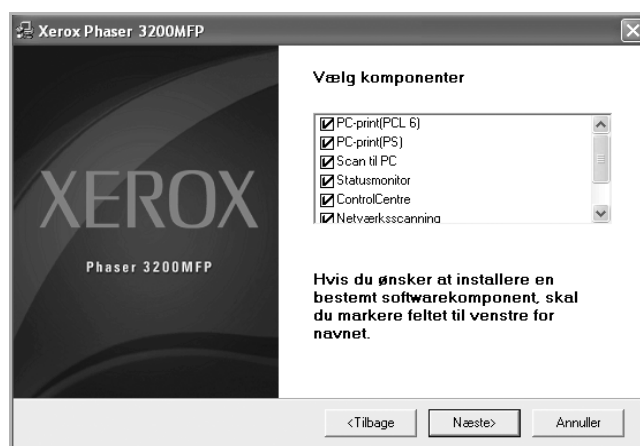 Xerox Phaser 3200MFP
XEROX
Phaser 3200MFP
Vælg komponenter
PC-print(PCL 6)
PC-print(PS)
Scan til PC
Statusmonitor
ControlCentre
Netværksscanning
Hvis du ønsker at installere en
bestemt softwarekomponent, skal
du markere feltet til venstre for
navnet.
<Tilbage
Næste>
Annuller